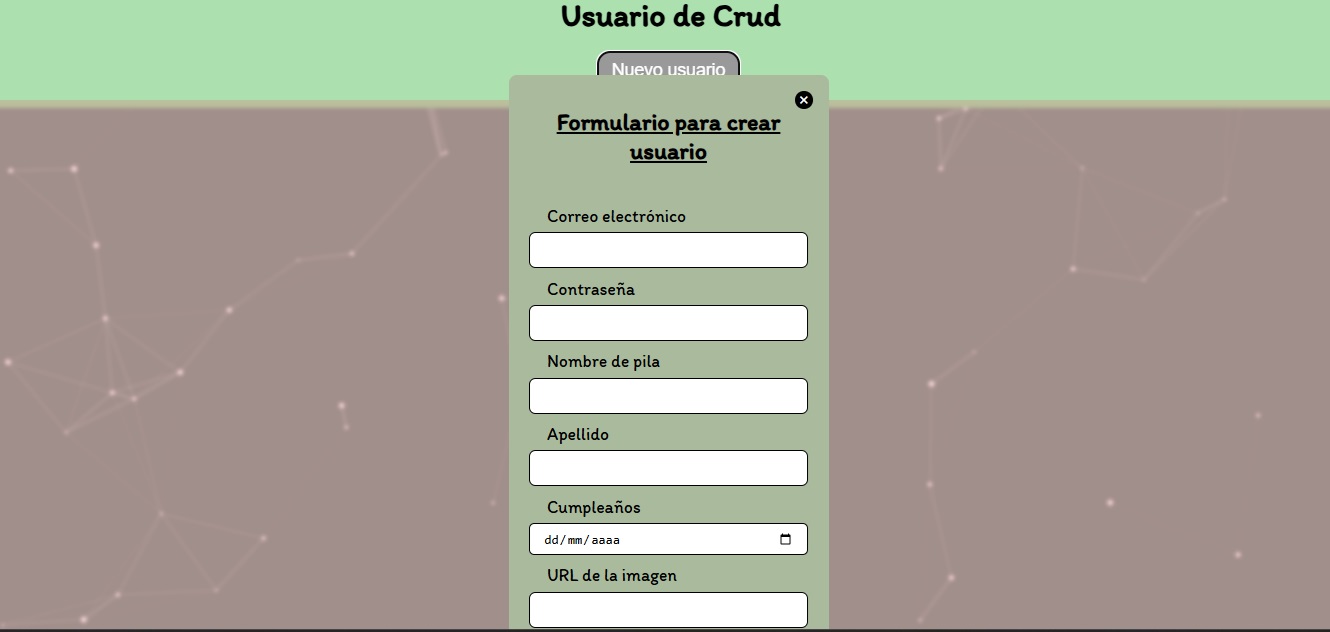 Usuario de Crud
Nuevo usuario
Formulario para crear
usuario
Correo electrónico
Contraseña
Nombre de pila
Apellido
Cumpleaños
dd/mm/aaaa
URL de la imagen